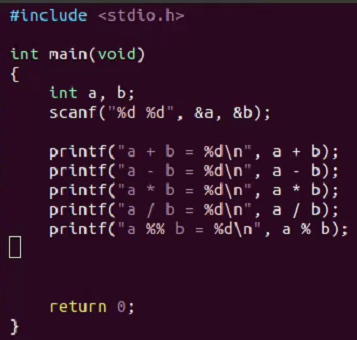 #include <stdio.h>
int main(void)
{
int a, b;
scanf("%d %d", &a, &b);
printf("a + b = %d\n", a + b);
printf("a - b = %d\n", a - b);
printf("a * b = %d\n", a * b);
printf("a / b = %d\n", a / b);
printf("a %% b = %d\n", a % b);
return 0;
}